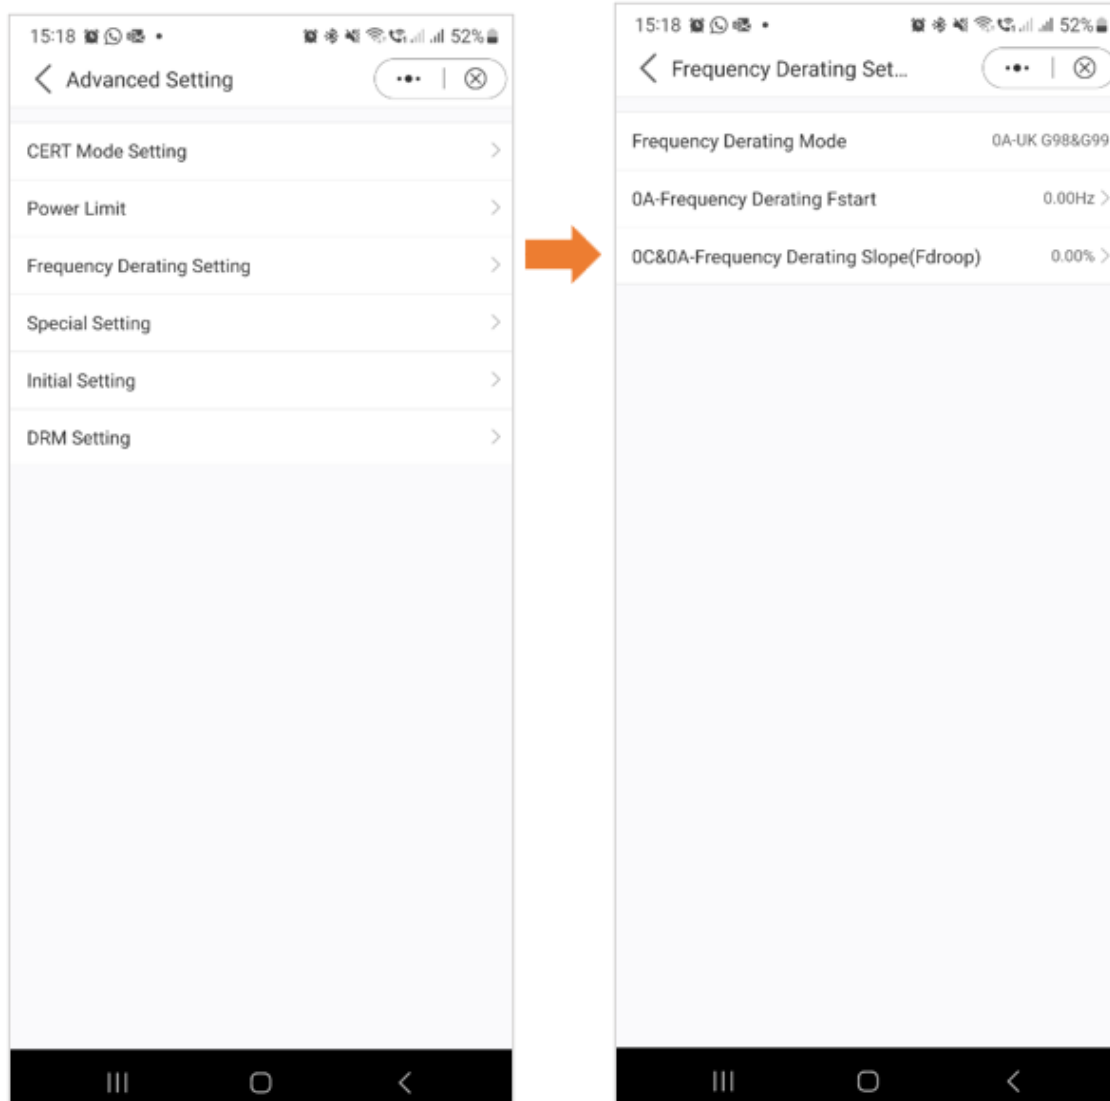 15:18
52%
Advanced Setting
CERT Mode Setting
Power Limit
Frequency Derating Setting
Special Setting
Initial Setting
DRM Setting
15:18
52%
Frequency Derating Set...
Frequency Derating Mode 0A-UK G98&G99
0A-Frequency Derating Fstart 0.00Hz
0C&0A-Frequency Derating Slope(Fdroop) 0.00%